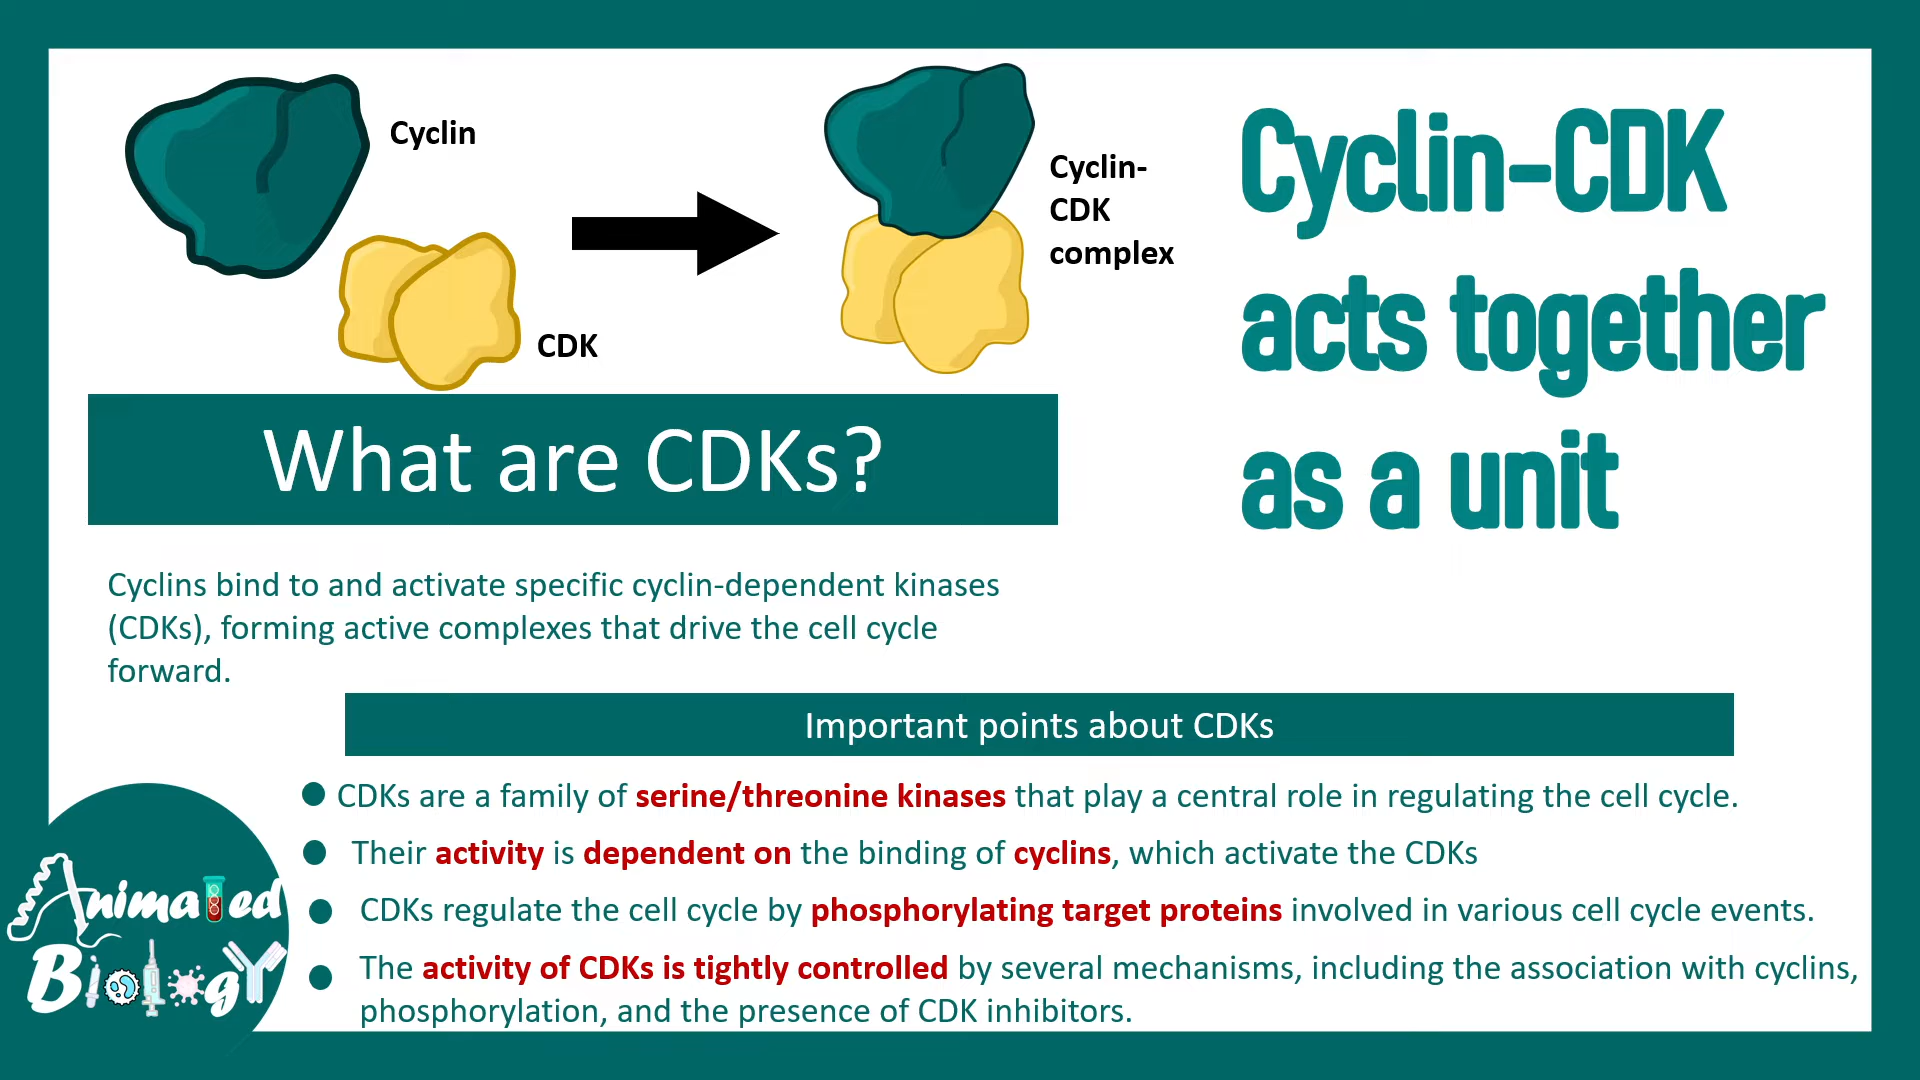 Cyclin
CDK
Cyclin-
CDK
complex
Cyclin-CDK
acts together
as a unit
What are CDKs?
Cyclins bind to and activate specific cyclin-dependent kinases
(CDKs), forming active complexes that drive the cell cycle
forward.
Important points about CDKs
CDKs are a family of serine/threonine kinases that play a central role in regulating the cell cycle.
Their activity is dependent on the binding of cyclins, which activate the CDKs
CDKs regulate the cell cycle by phosphorylating target proteins involved in various cell cycle events.
The activity of CDKs is tightly controlled by several mechanisms, including the association with cyclins,
phosphorylation, and the presence of CDK inhibitors.
Animated
Biology